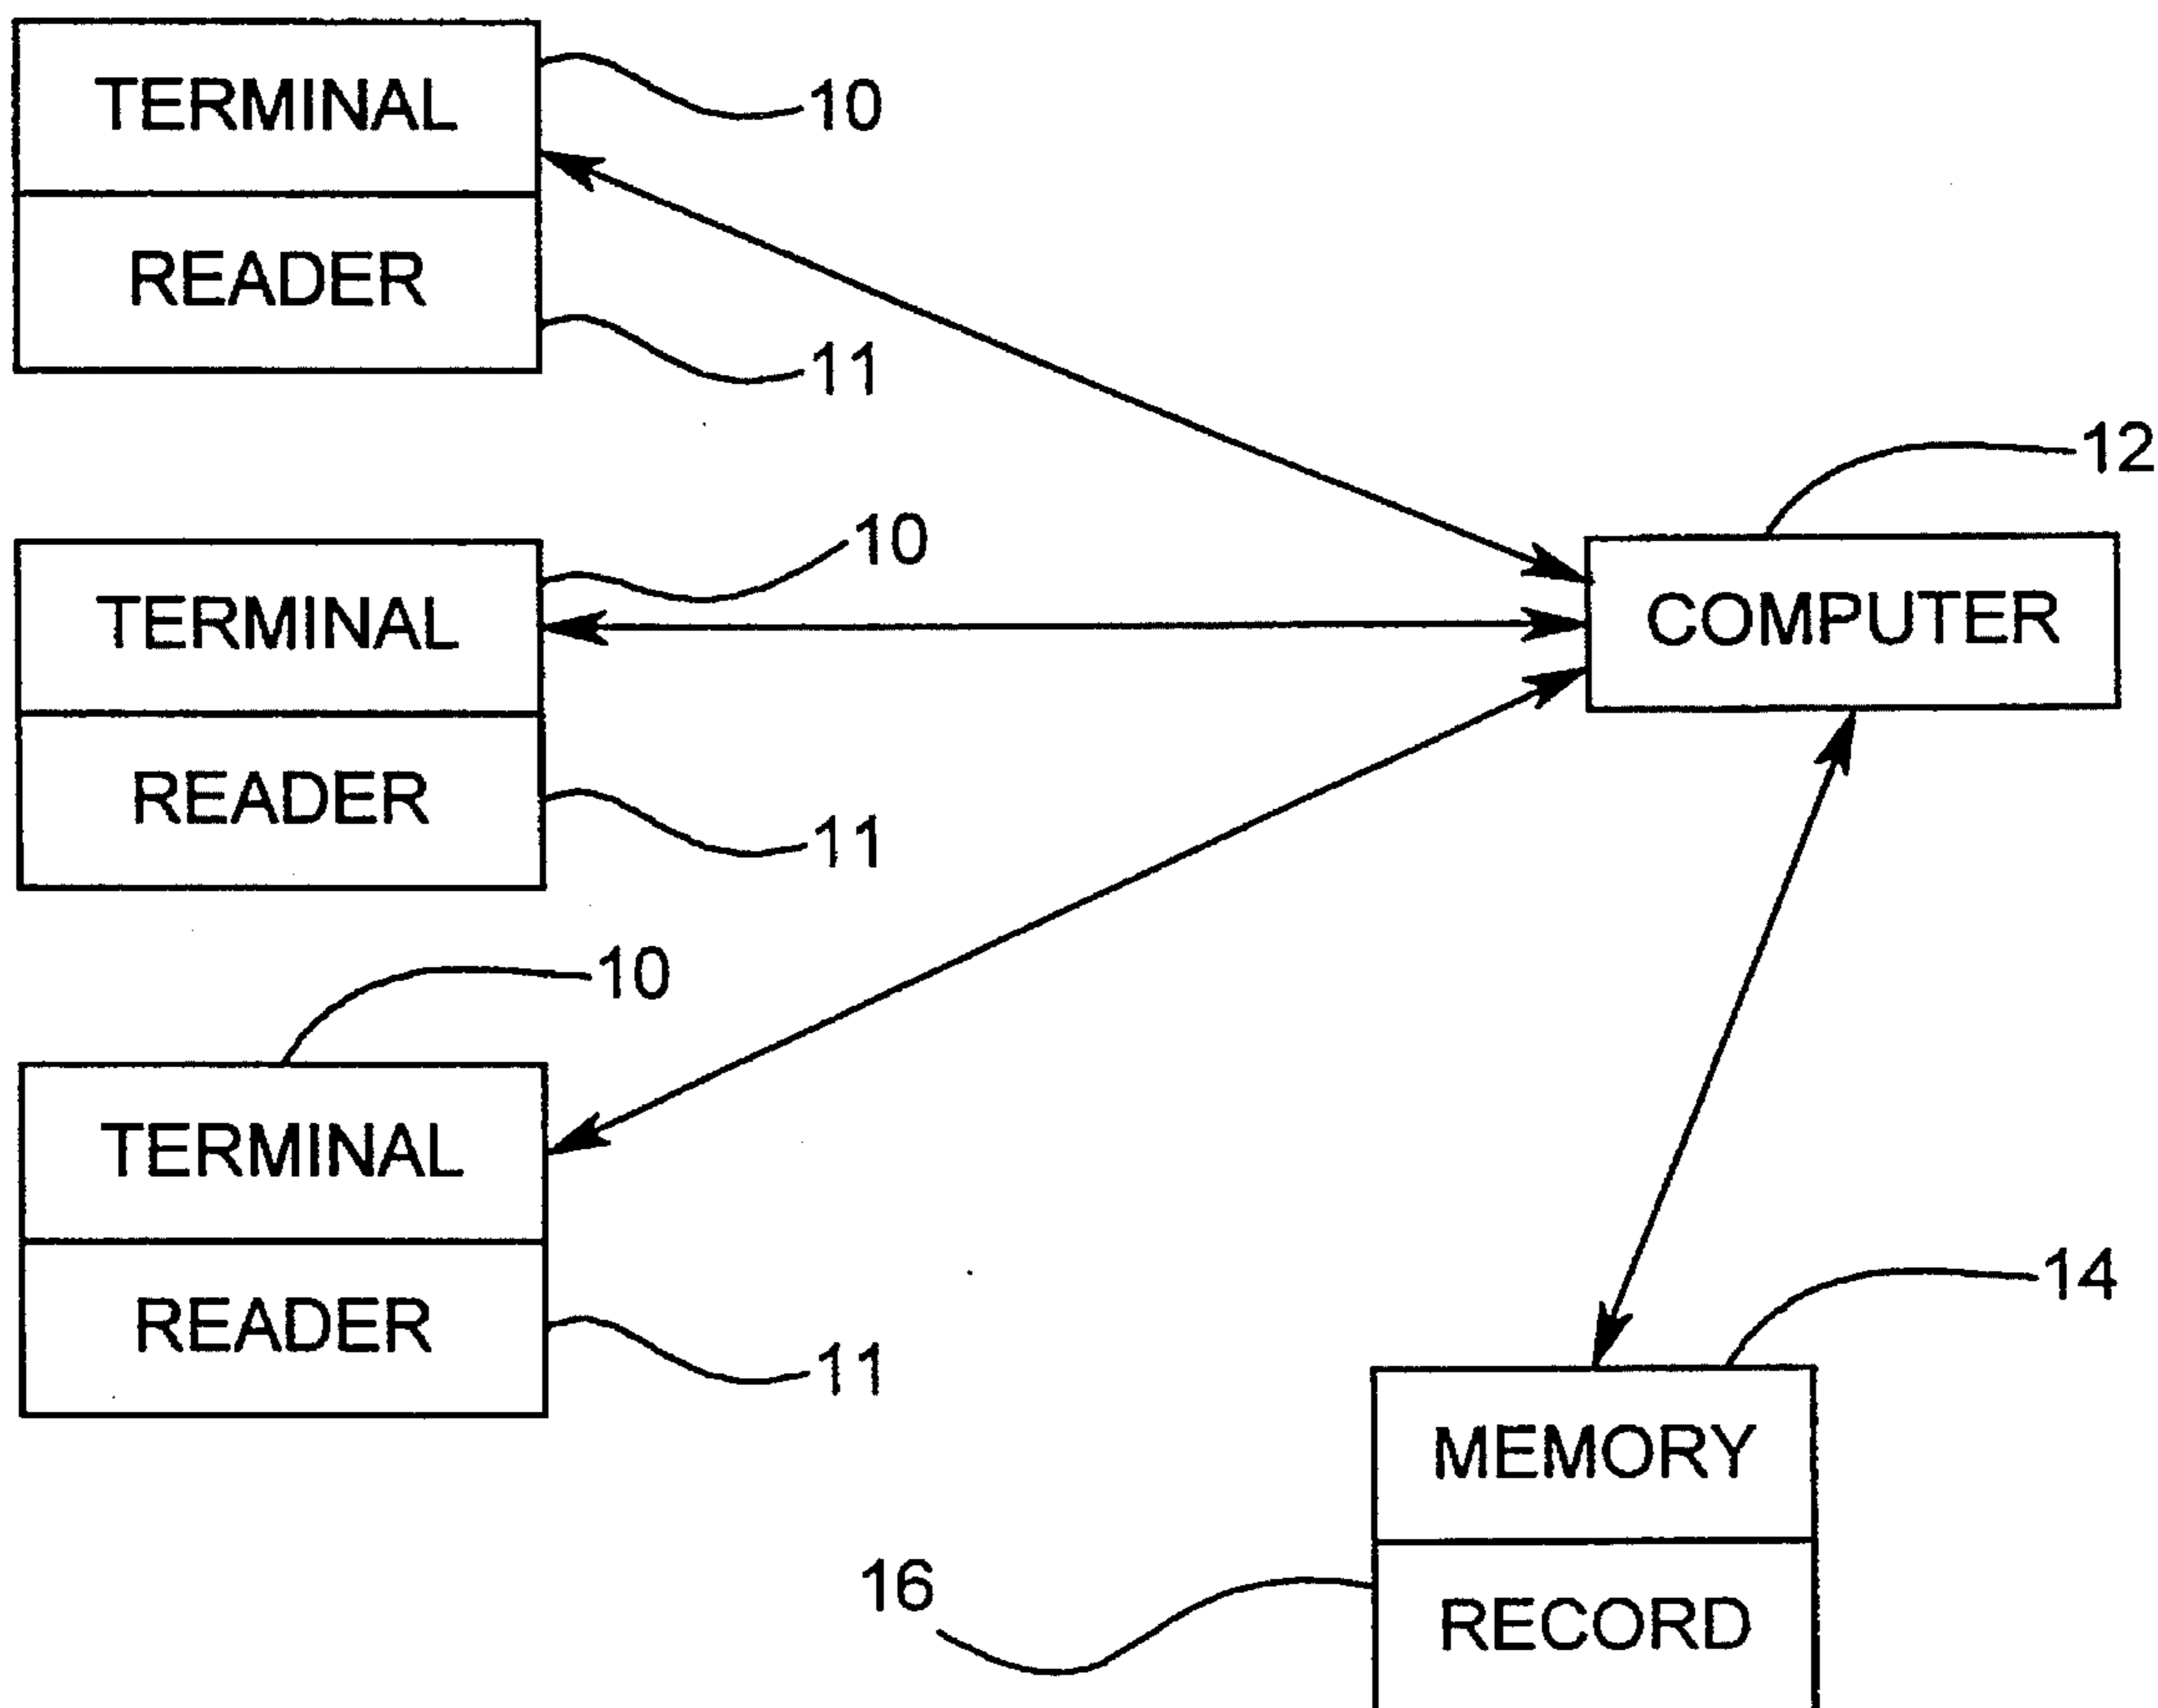 TERMINAL
10
READER
11
12
10
TERMINAL
COMPUTER
READER
11
10
TERMINAL
READER
11
14
MEMORY
16
RECORD